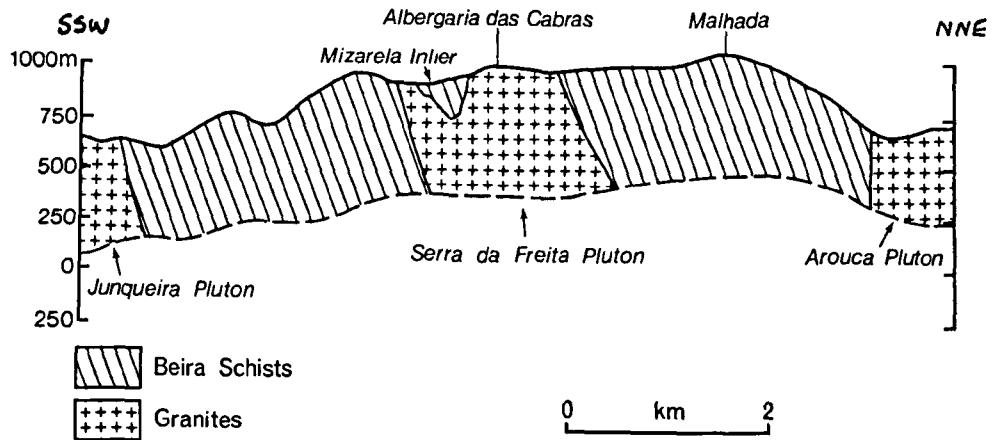 SSW
NNE
Albergaria das Cabras
Malhada
Mizarela Inlier
1000m
750
500
250
0
250
Junqueira Pluton
Serra da Freita Pluton
Arouca Pluton
Beira Schists
Granites
0 km 2